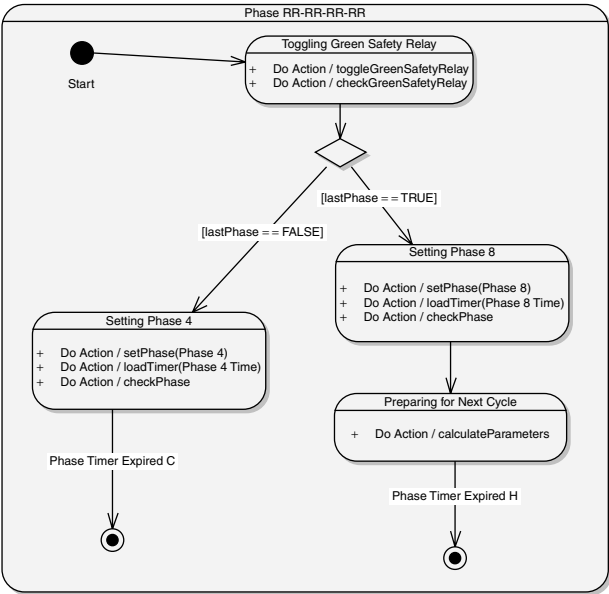 Phase RR-RR-RR-RR
Start
Toggling Green Safety Relay
+ Do Action / toggleGreenSafetyRelay
+ Do Action / checkGreenSafetyRelay
[lastPhase == TRUE]
[lastPhase == FALSE]
Setting Phase 8
+ Do Action / setPhase(Phase 8)
+ Do Action / loadTimer(Phase 8 Time)
+ Do Action / checkPhase
Setting Phase 4
+ Do Action / setPhase(Phase 4)
+ Do Action / loadTimer(Phase 4 Time)
+ Do Action / checkPhase
Preparing for Next Cycle
+ Do Action / calculateParameters
Phase Timer Expired C
Phase Timer Expired H